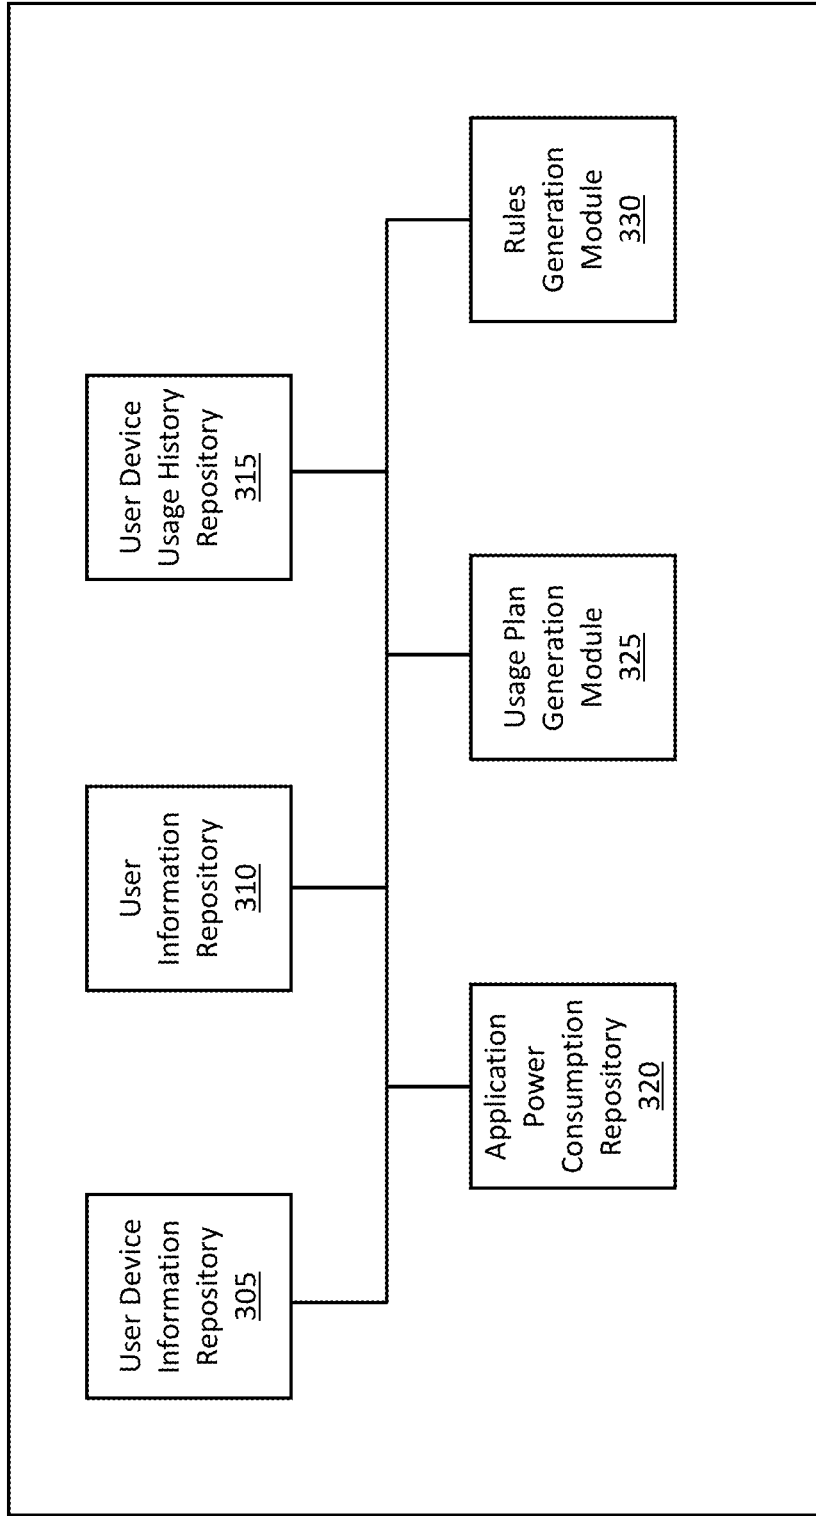 User Device
Information
Repository
305
User
Information
Repository
310
User Device
Usage History
Repository
315
Application
Power
Consumption
Repository
320
Usage Plan
Generation
Module
325
Rules
Generation
Module
330